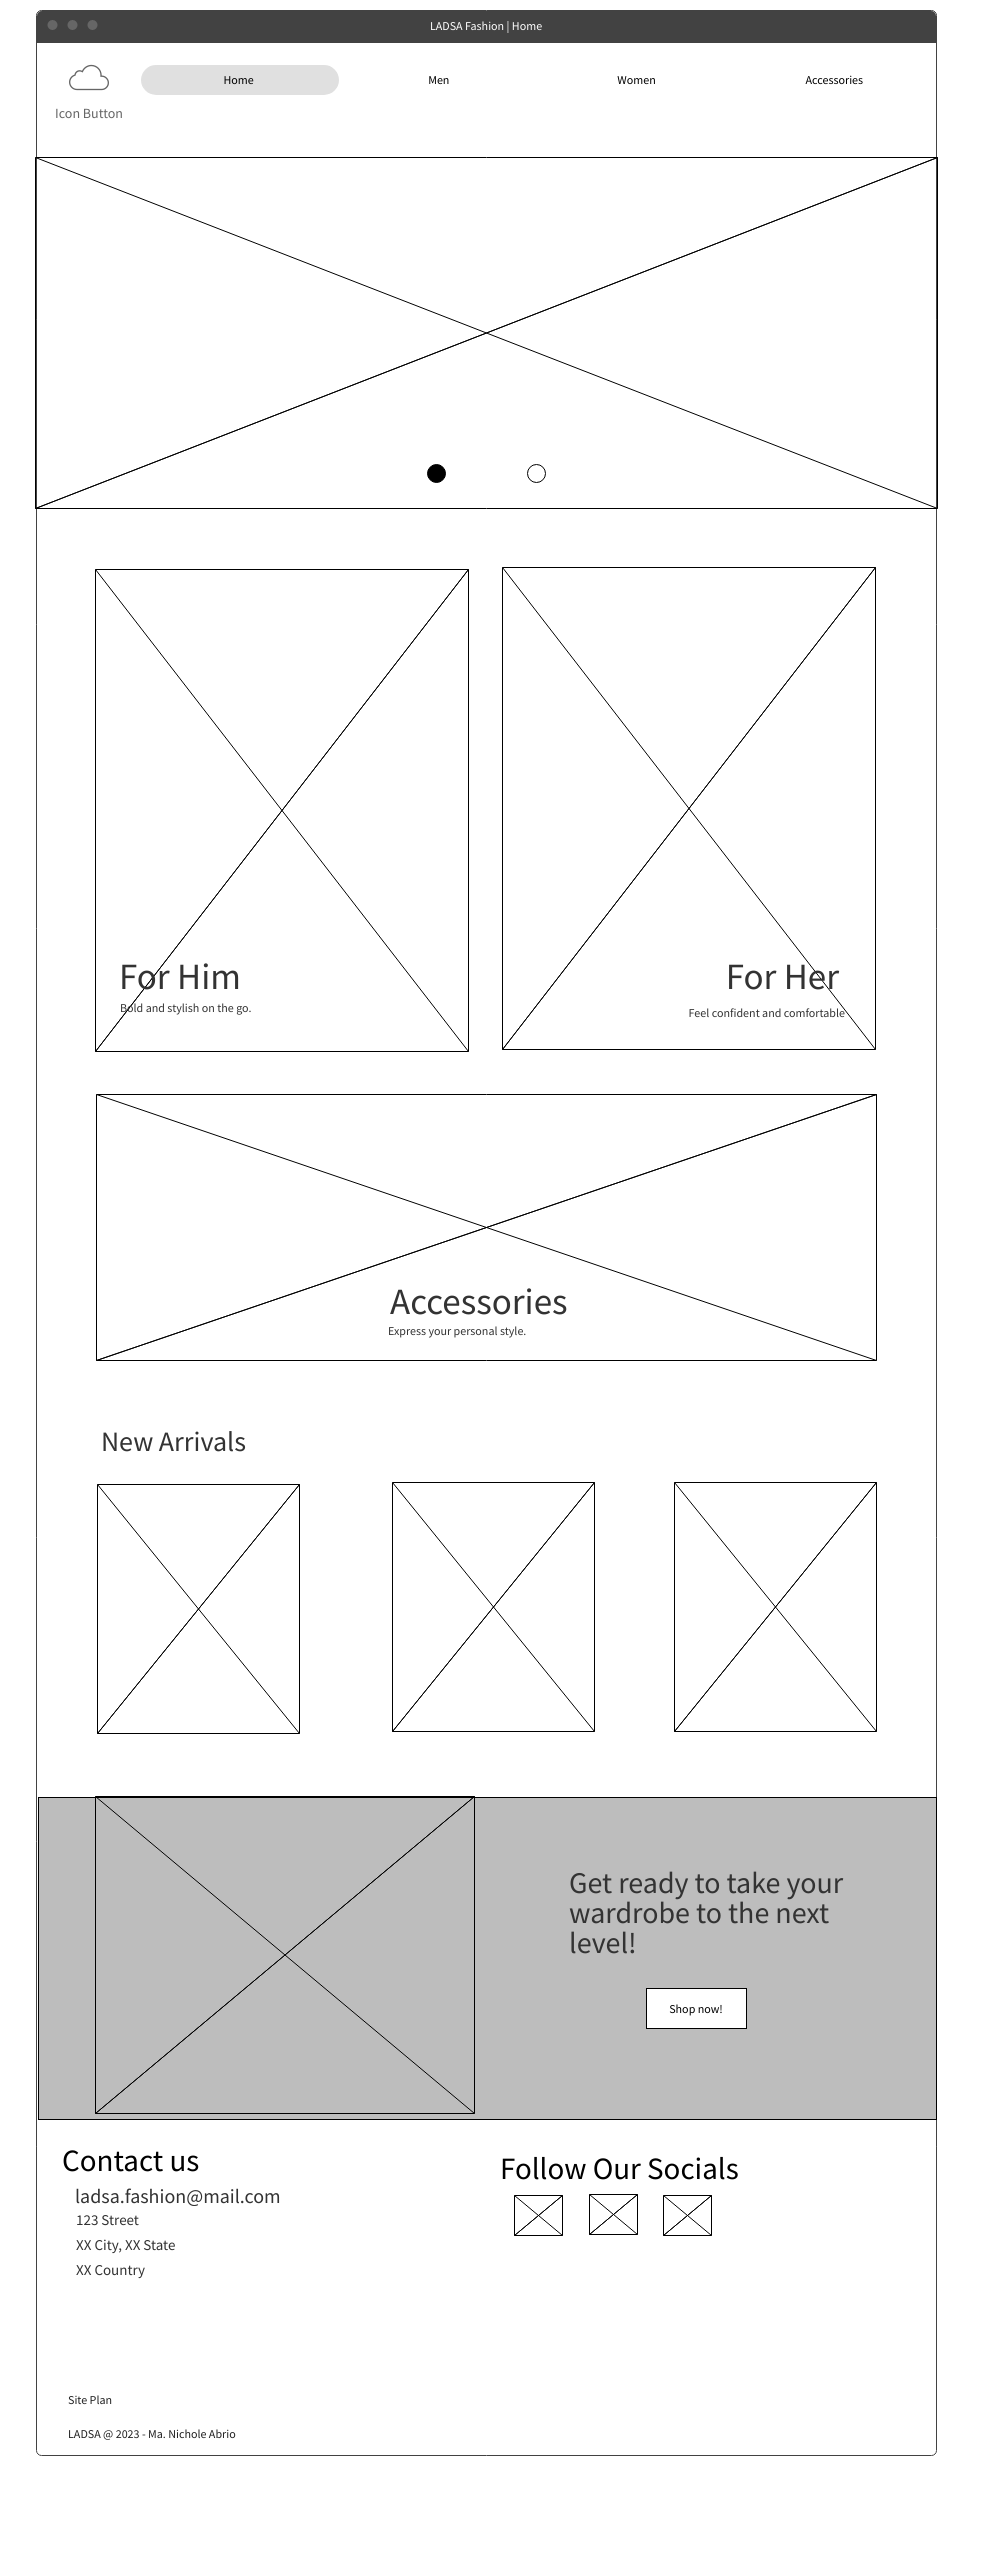 LADSA Fashion | Home
Home Men Women Accessories
Icon Button
For Him
Bold and stylish on the go.
For Her
Feel confident and comfortable
Accessories
Express your personal style.
New Arrivals
Get ready to take your
wardrobe to the next
level!
Shop now!
Contact us
ladsa.fashion@mail.com
123 Street
XX City, XX State
XX Country
Follow Our Socials
Site Plan
LADSA @ 2023 - Ma. Nichole Abrio